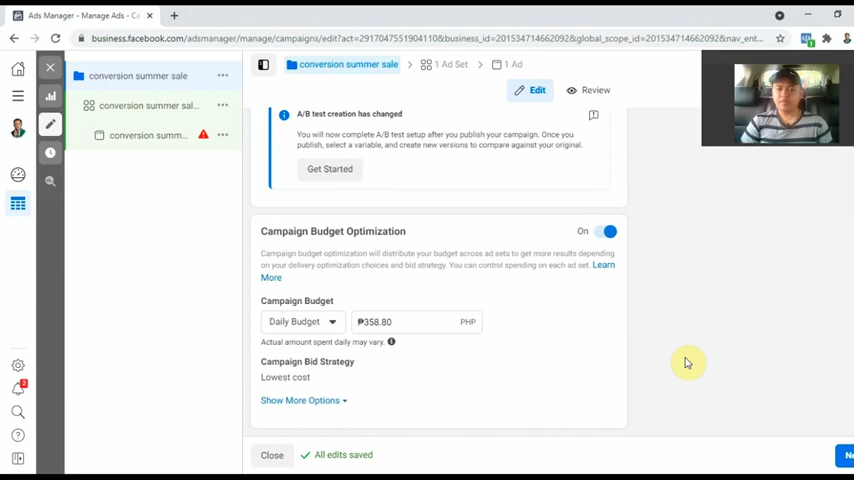 Ads Manager - Manage Ads - Ca
business.facebook.com/adsmanager/manage/campaigns/edit?act=2917047551904110&business_id=201534714662092&global_scope_id=201534714662092&nav_ent...
conversion summer sale
1 Ad Set
1 Ad
conversion summer sale
Edit
Review
conversion summer sal...
conversion summ...
A/B test creation has changed
You will now complete A/B test setup after you publish your campaign. Once you
publish, select a variable, and create new versions to compare against your original.
Get Started
Campaign Budget Optimization
On
Campaign budget optimization will distribute your budget across ad sets to get more results depending
on your delivery optimization choices and bid strategy. You can control spending on each ad set. Learn
More
Campaign Budget
Daily Budget
₱358.80
PHP
Actual amount spent daily may vary.
Campaign Bid Strategy
Lowest cost
Show More Options
2
Close
All edits saved
Ne